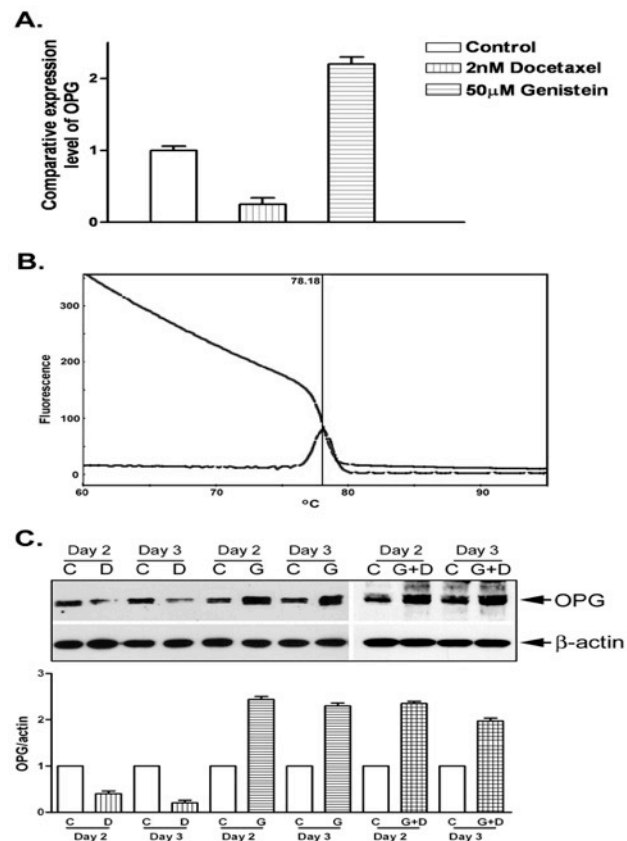 A.
Comparative expression
level of OPG
2
1
0
Control
2nM Docetaxel
50μM Genistein
B.
78.18
Fluorescence
300
200
100
0
60
70
80
90
°C
C.
Day 2 Day 3 Day 2 Day 3 Day 2 Day 3
C D C D C G C G C G+D C G+D
OPG
β-actin
OPG/actin
3
2
1
0
C D C D C G C G C G+D C G+D
Day 2 Day 3 Day 2 Day 3 Day 2 Day 3